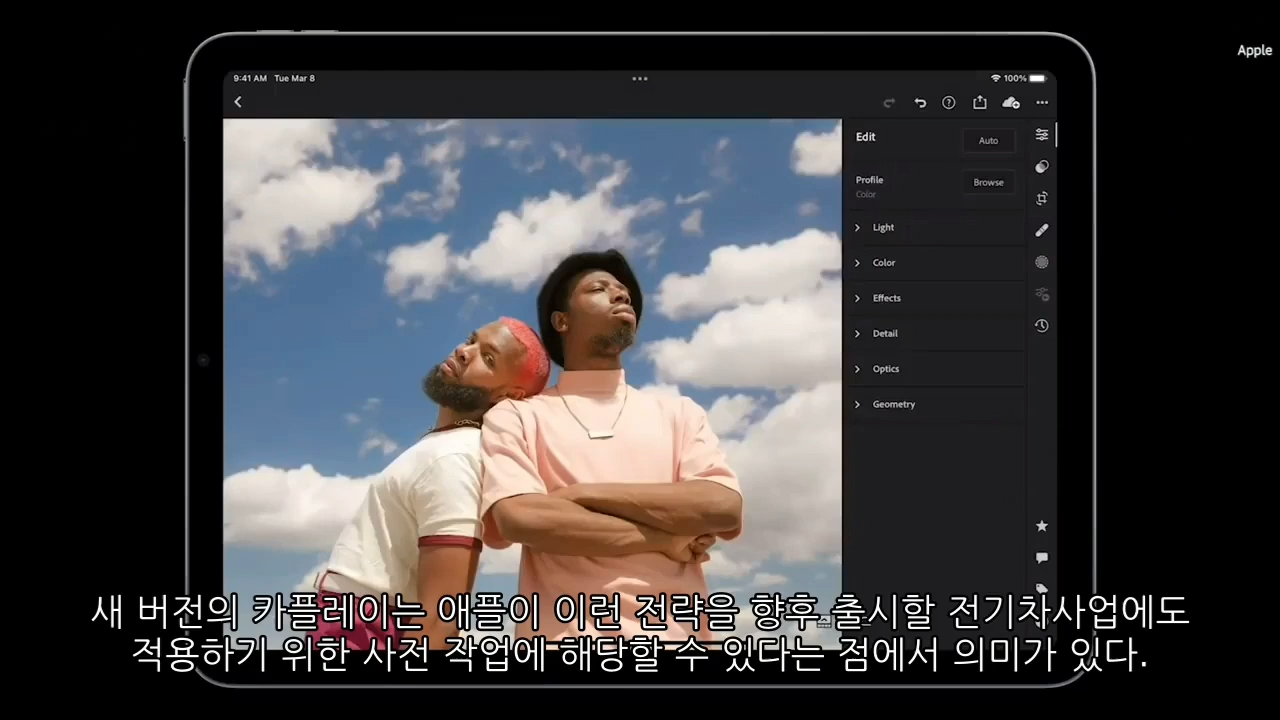 Apple
9:41 AM Tue Mar 8
100%
Edit
Auto
Profile
Color
Browse
Light
Color
Effects
Detail
Optics
Geometry
새 버전의 카플레이는 애플이 이런 전략을 향후 출시할 전기차사업에도
적용하기 위한 사전 작업에 해당할 수 있다는 점에서 의미가 있다.